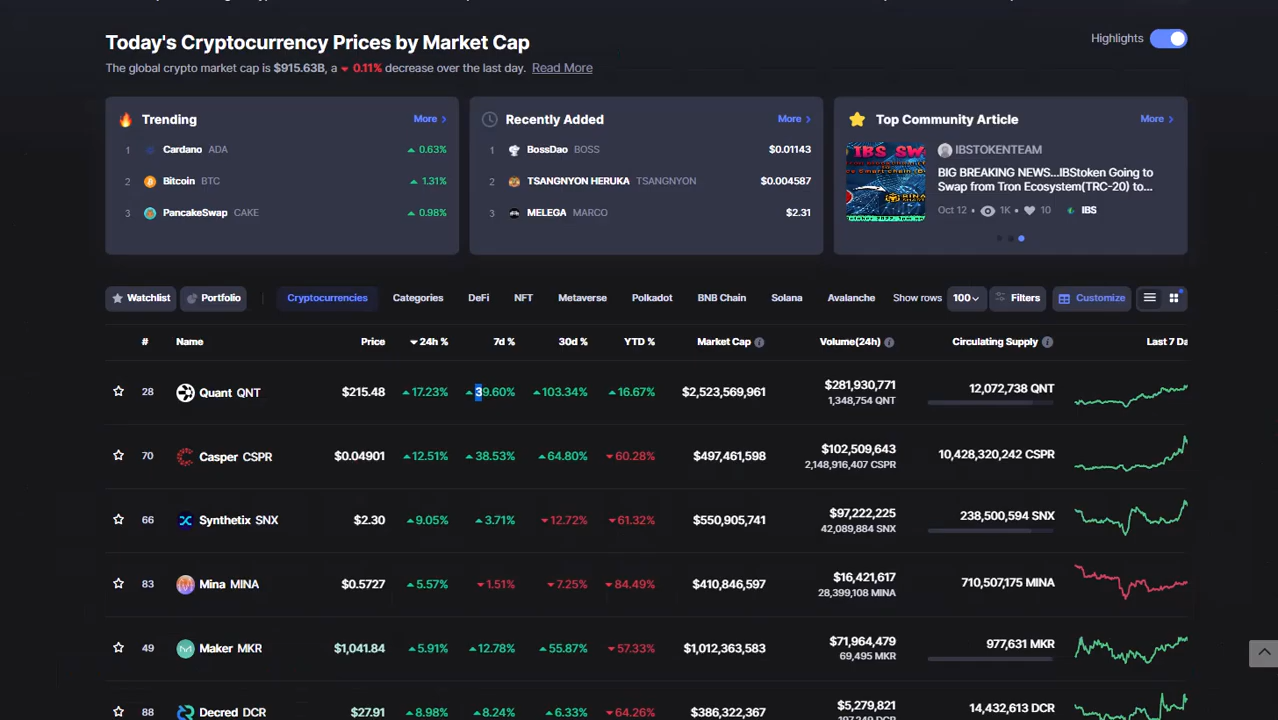 Today's Cryptocurrency Prices by Market Cap
Highlights
The global crypto market cap is $915.63B, a 0.11% decrease over the last day. Read More
Trending
More
1 Cardano ADA 0.63%
2 Bitcoin BTC 1.31%
3 PancakeSwap CAKE 0.98%
Recently Added
More
1 BossDao BOSS $0.01143
2 TSANGNYON HERUKA TSANGNYON $0.004587
3 MELEGA MARCO $2.31
Top Community Article
More
IBSTOKENTEAM
BIG BREAKING NEWS...IBStoken Going to
Swap from Tron Ecosystem(TRC-20) to...
Oct 12 • 1K • 10 IBS
Watchlist Portfolio Cryptocurrencies Categories DeFi NFT Metaverse Polkadot BNB Chain Solana Avalanche Show rows 100 Filters Customize
# Name Price 24h % 7d % 30d % YTD % Market Cap Volume(24h) Circulating Supply Last 7 Da
28 Quant QNT $215.48 17.23% 39.60% 103.34% 16.67% $2,523,569,961 $281,930,771 12,072,738 QNT
1,348,754 QNT
70 Casper CSPR $0.04901 12.51% 38.53% 64.80% 60.28% $497,461,598 $102,509,643 10,428,320,242 CSPR
2,148,916,407 CSPR
66 Synthetix SNX $2.30 9.05% 3.71% 12.72% 61.32% $550,905,741 $97,222,225 238,500,594 SNX
42,089,884 SNX
83 Mina MINA $0.5727 5.57% 1.51% 7.25% 84.49% $410,846,597 $16,421,617 710,507,175 MINA
28,399,108 MINA
49 Maker MKR $1,041.84 5.91% 12.78% 55.87% 57.33% $1,012,363,583 $71,964,479 977,631 MKR
69,495 MKR
88 Decred DCR $27.91 8.98% 8.24% 6.33% 64.26% $386,322,367 $5,279,821 14,432,613 DCR